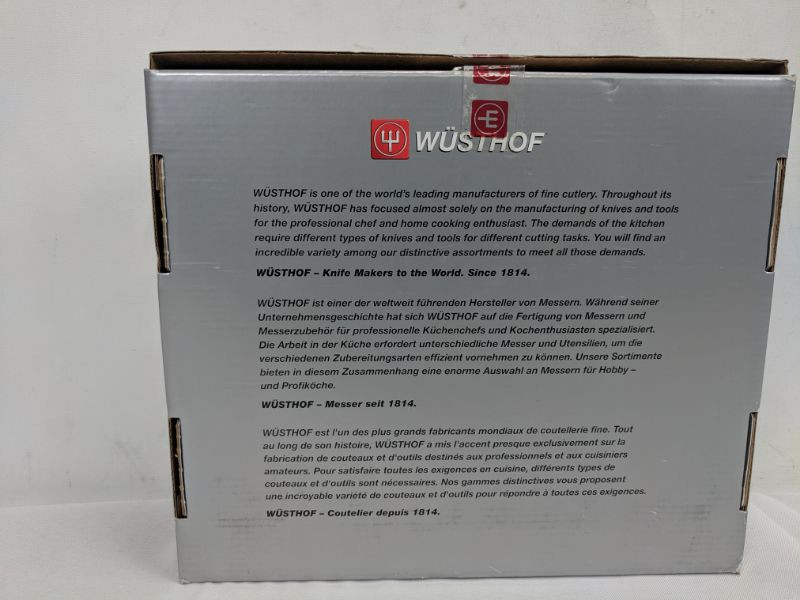 WÜSTHOF
WÜSTHOF is one of the world's leading manufacturers of fine cutlery. Throughout its
history, WÜSTHOF has focused almost solely on the manufacturing of knives and tools
for the professional chef and home cooking enthusiast. The demands of the kitchen
require different types of knives and tools for different cutting tasks. You will find an
incredible variety among our distinctive assortments to meet all those demands.
WÜSTHOF – Knife Makers to the World. Since 1814.
WÜSTHOF ist einer der weltweit führenden Hersteller von Messern. Während seiner
Unternehmensgeschichte hat sich WÜSTHOF auf die Fertigung von Messern und
Messerzubehör für professionelle Küchenchefs und Kochenthusiasten spezialisiert.
Die Arbeit in der Küche erfordert unterschiedliche Messer und Utensilien, um die
verschiedenen Zubereitungsarten effizient vornehmen zu können. Unsere Sortimente
bieten in diesem Zusammenhang eine enorme Auswahl an Messern für Hobby –
und Profiköche.
WÜSTHOF – Messer seit 1814.
WÜSTHOF est l'un des plus grands fabricants mondiaux de coutellerie fine. Tout
au long de son histoire, WÜSTHOF a mis l'accent presque exclusivement sur la
fabrication de couteaux et d'outils destinés aux professionnels et aux cuisiniers
amateurs. Pour satisfaire toutes les exigences en cuisine, différents types de
couteaux et d'outils sont nécessaires. Nos gammes distinctives vous proposent
une incroyable variété de couteaux et d'outils pour répondre à toutes ces exigences.
WÜSTHOF – Coutelier depuis 1814.